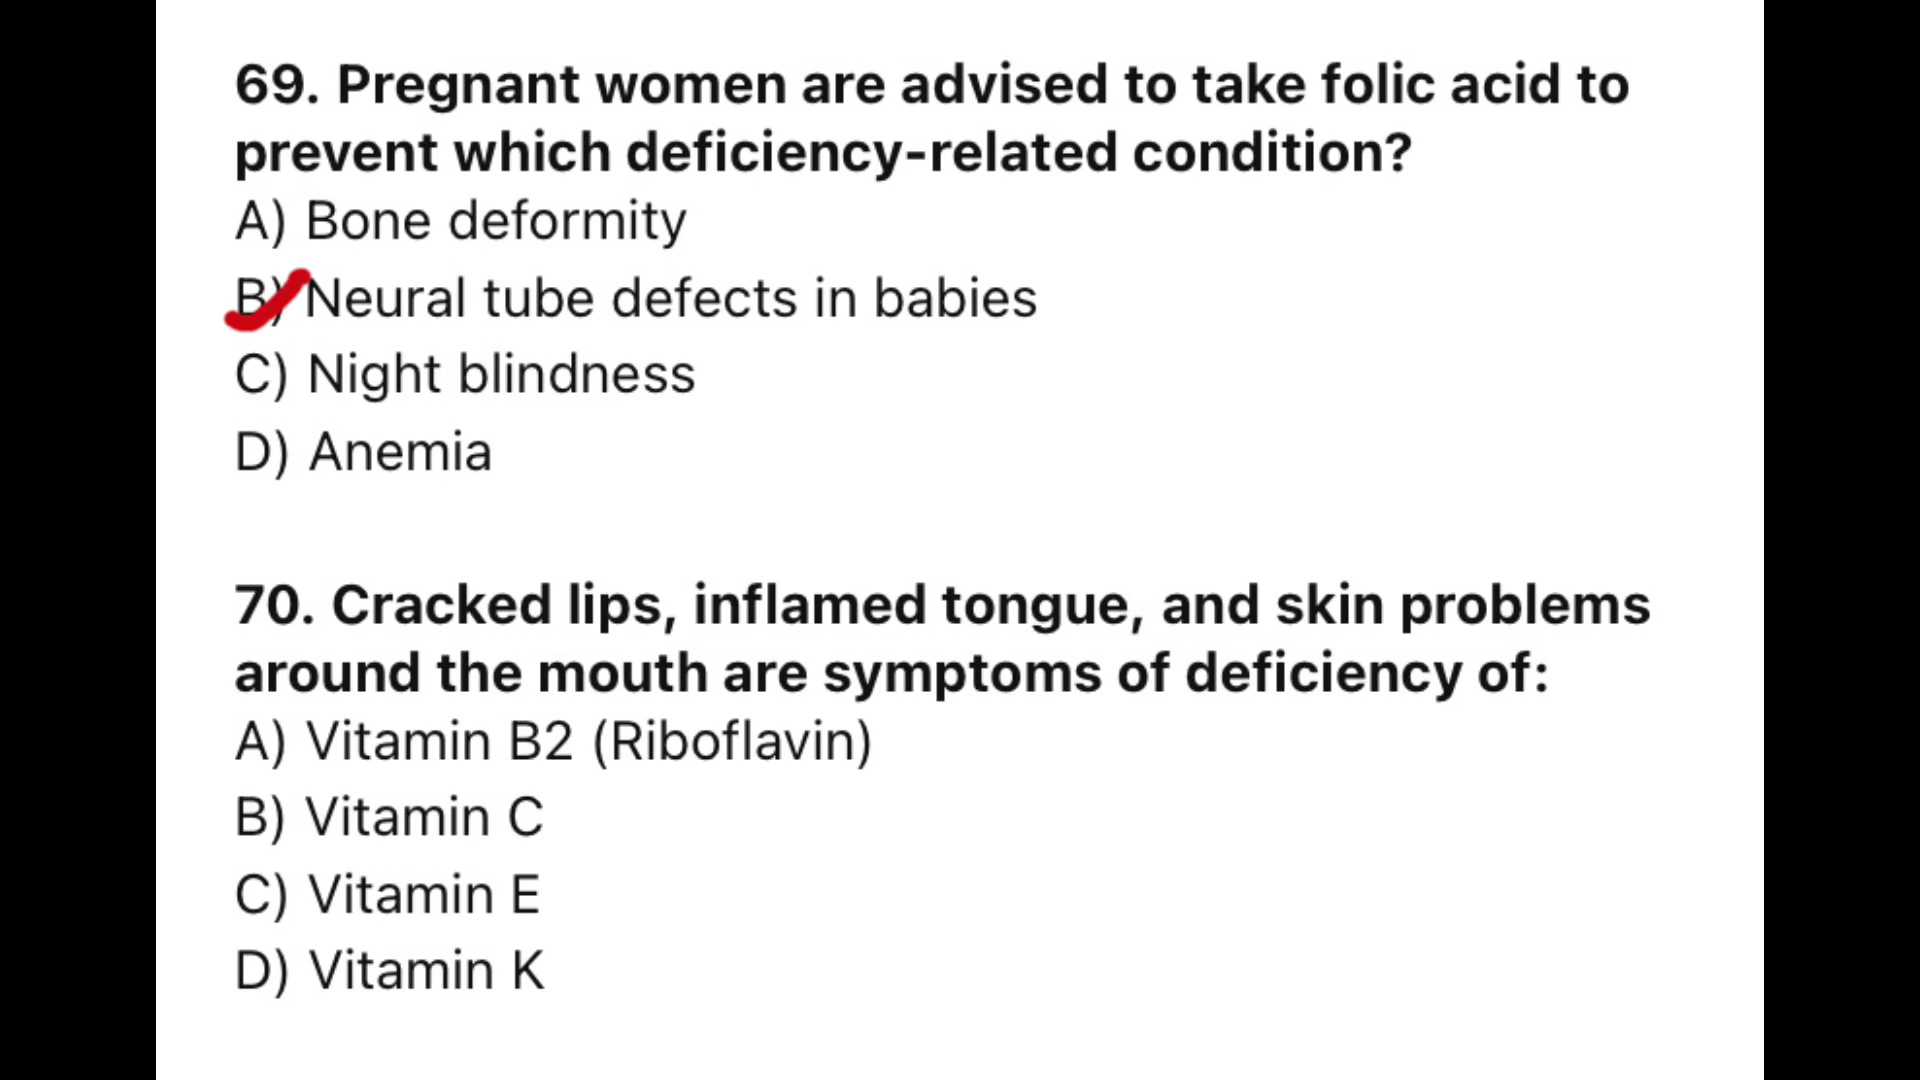 69. Pregnant women are advised to take folic acid to
prevent which deficiency-related condition?
A) Bone deformity
B) Neural tube defects in babies
C) Night blindness
D) Anemia
70. Cracked lips, inflamed tongue, and skin problems
around the mouth are symptoms of deficiency of:
A) Vitamin B2 (Riboflavin)
B) Vitamin C
C) Vitamin E
D) Vitamin K